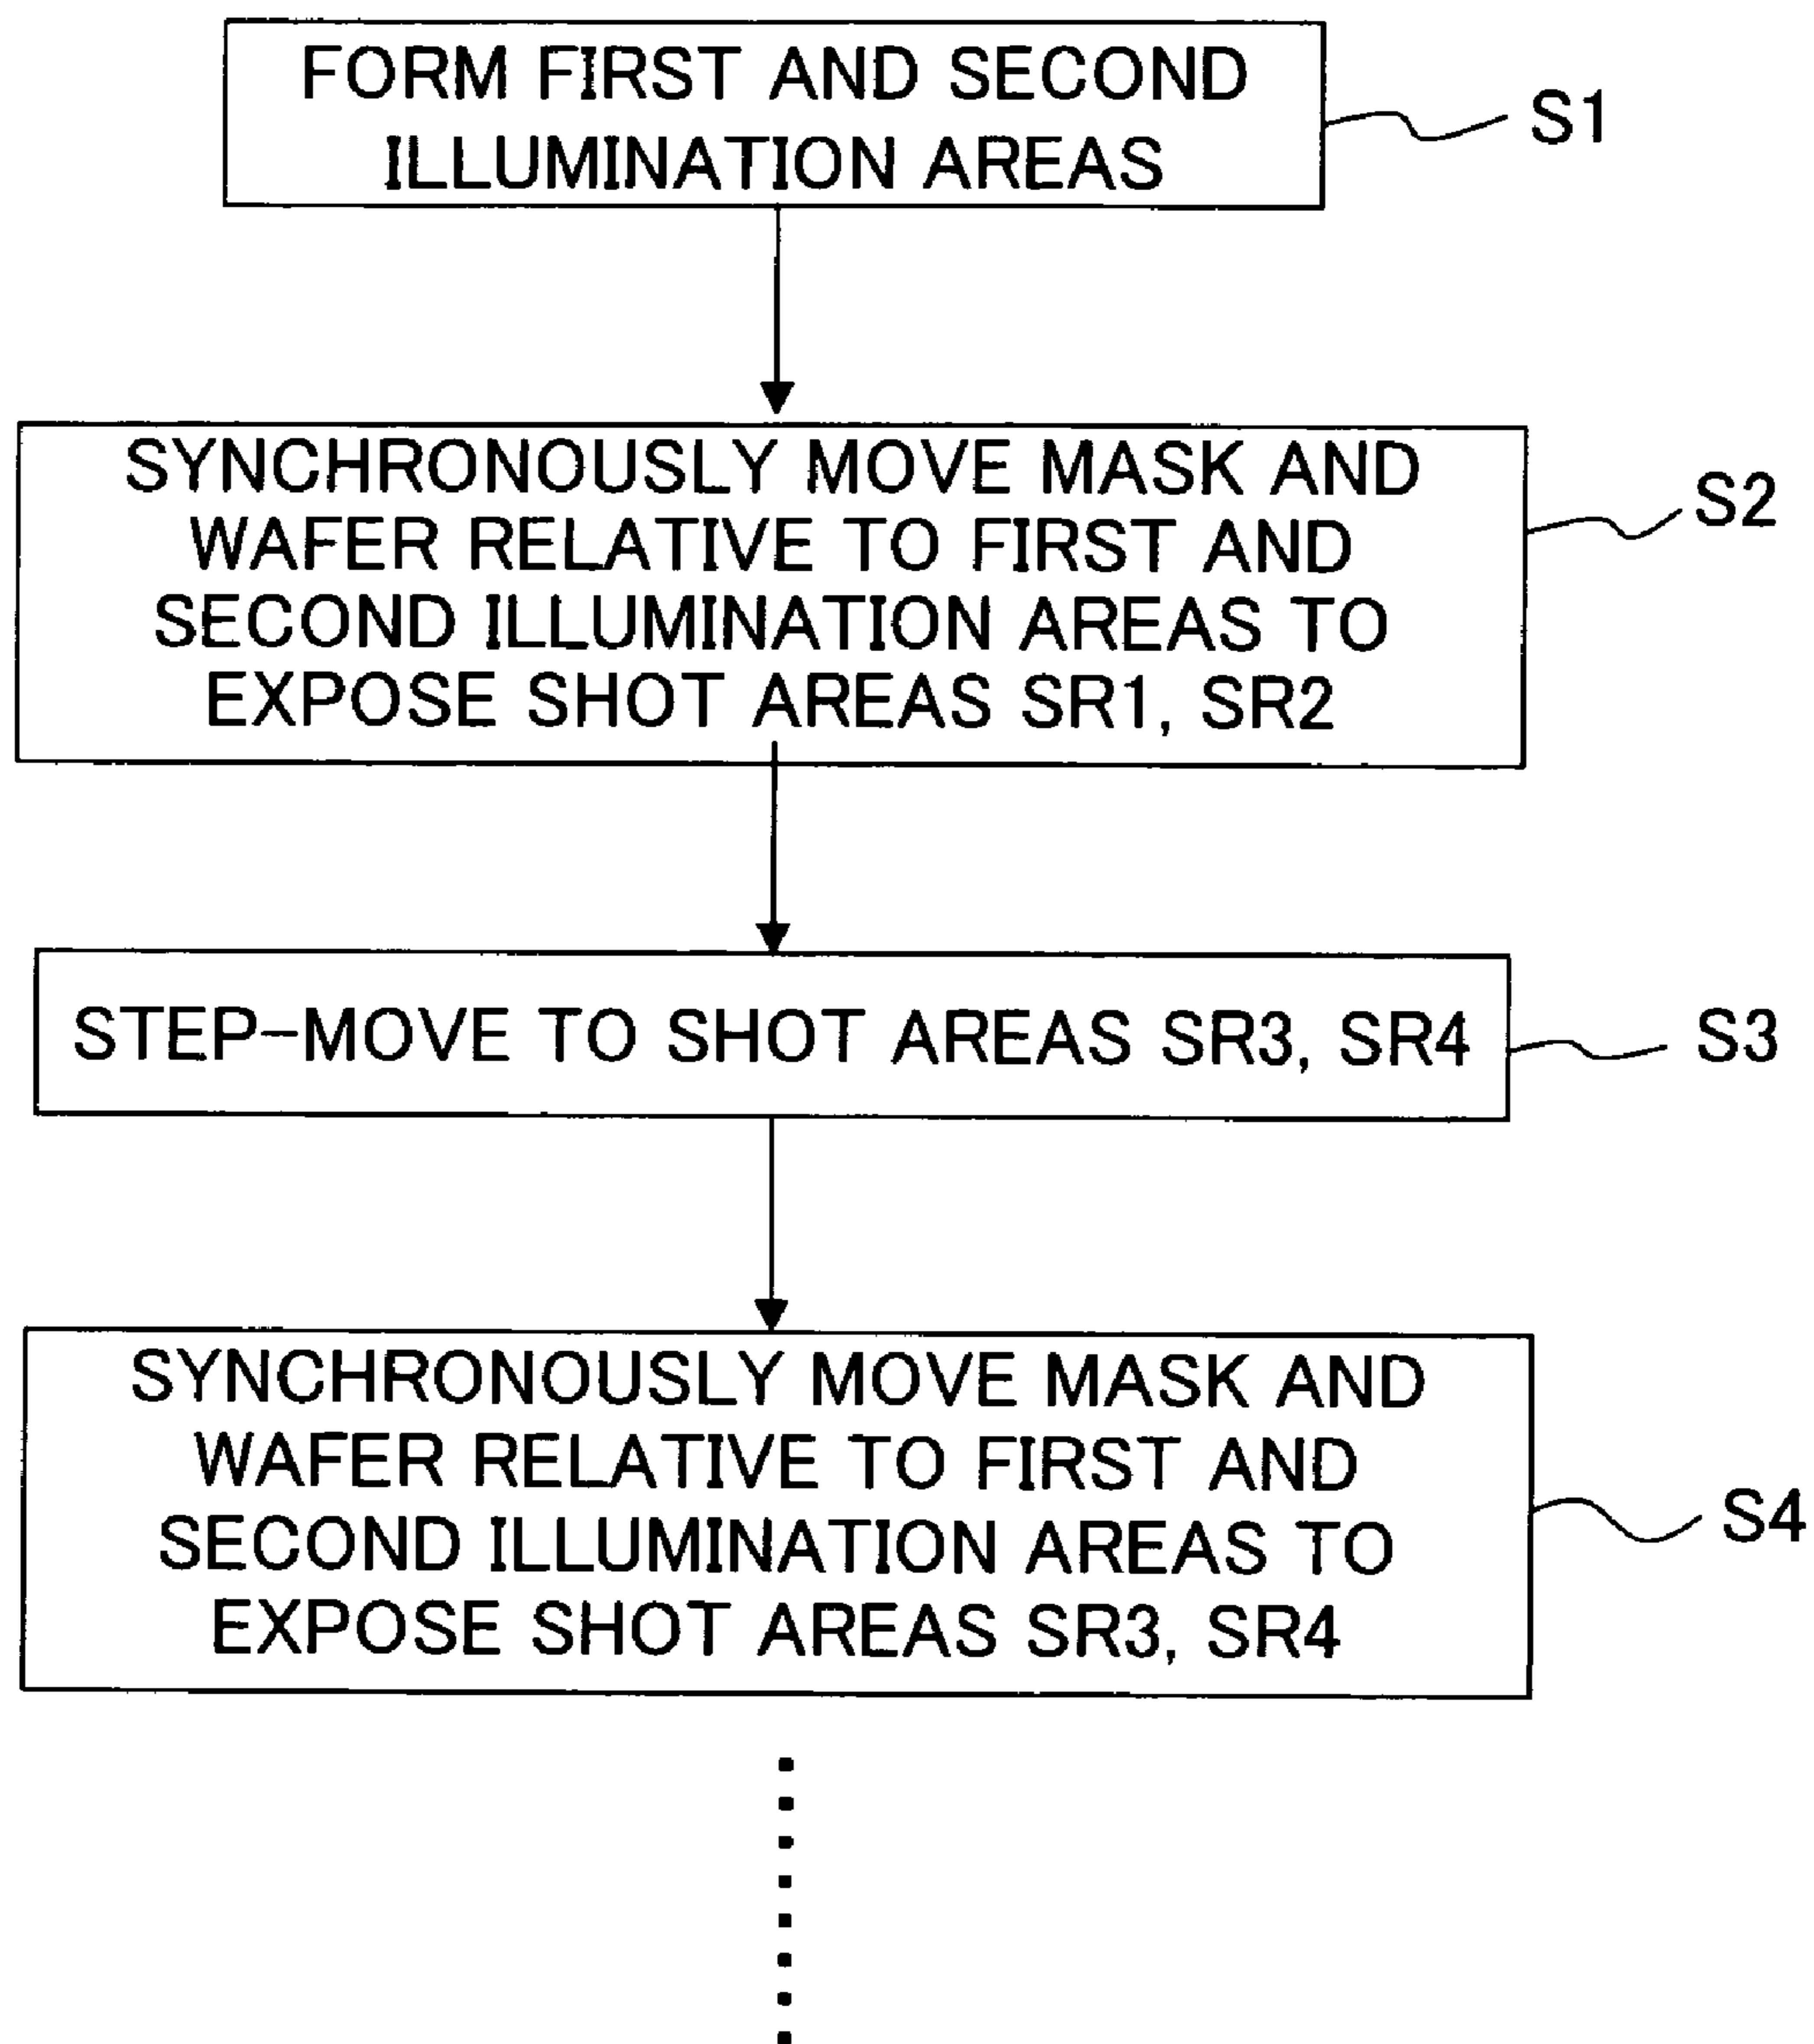 FORM FIRST AND SECOND
ILLUMINATION AREAS
S1
SYNCHRONOUSLY MOVE MASK AND
WAFER RELATIVE TO FIRST AND
SECOND ILLUMINATION AREAS TO
EXPOSE SHOT AREAS SR1, SR2
S2
STEP-MOVE TO SHOT AREAS SR3, SR4
S3
SYNCHRONOUSLY MOVE MASK AND
WAFER RELATIVE TO FIRST AND
SECOND ILLUMINATION AREAS TO
EXPOSE SHOT AREAS SR3, SR4
S4